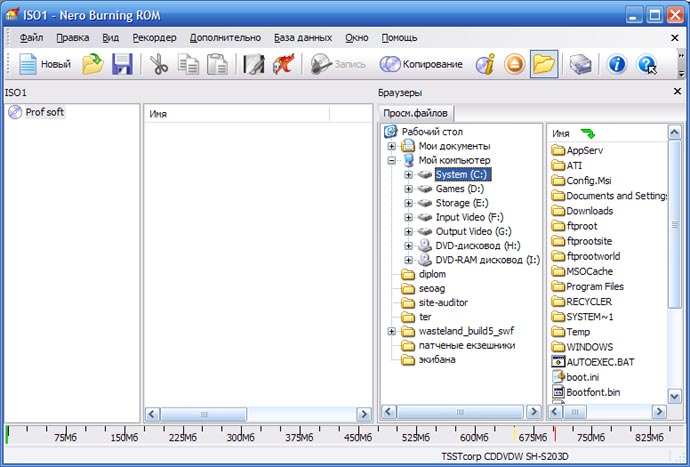 ISO1 - Nero Burning ROM
Файл Правка Вид Рекордер Дополнительно База данных Окно Помощь
Новый Запись Копирование
ISO1
Браузеры
Prof soft
Имя
Просм.файлов
Рабочий стол
Мои документы
Мой компьютер
System (C:)
Games (D:)
Storage (E:)
Input Video (F:)
Output Video (G:)
DVD-дисковод (H:)
DVD-RAM дисковод (I:)
diplom
seoag
site-auditor
ter
wasteland_build5_swf
патченые екзешники
экибана
Имя
AppServ
ATI
Config.Msi
Documents and Settings
Downloads
ftproot
ftprootsite
ftprootworld
MSOCache
Program Files
RECYCLER
SYSTEM~1
Temp
WINDOWS
AUTOEXEC.BAT
boot.ini
Bootfont.bin
75Мб 150Мб 225Мб 300Мб 375Мб 450Мб 525Мб 600Мб 675Мб 750Мб 825Мб
TSSTcorp CDDVDW SH-S203D